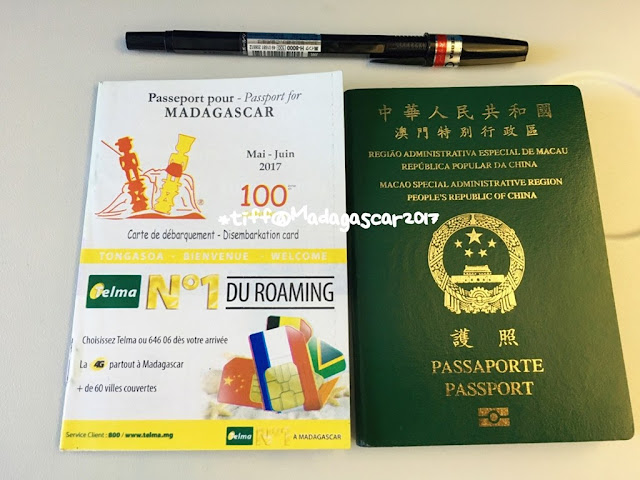 Passeport pour - Passport for
MADAGASCAR
Mai - Juin
2017
100
*tiff@Madagascar2017
Carte de débarquement - Disembarkation card
TONGASOA - BIENVENUE - WELCOME
Telma N°1 DU ROAMING
Choisissez Telma ou 646 06 dès votre arrivée
La 4G partout à Madagascar
+ de 60 villes couvertes
Service Client : 800 / www.telma.mg
Telma N°1 A MADAGASCAR
中華人民共和國
澳門特別行政區
REGIÃO ADMINISTRATIVA ESPECIAL DE MACAU
REPÚBLICA POPULAR DA CHINA
MACAO SPECIAL ADMINISTRATIVE REGION
PEOPLE'S REPUBLIC OF CHINA
護照
PASSAPORTE
PASSPORT